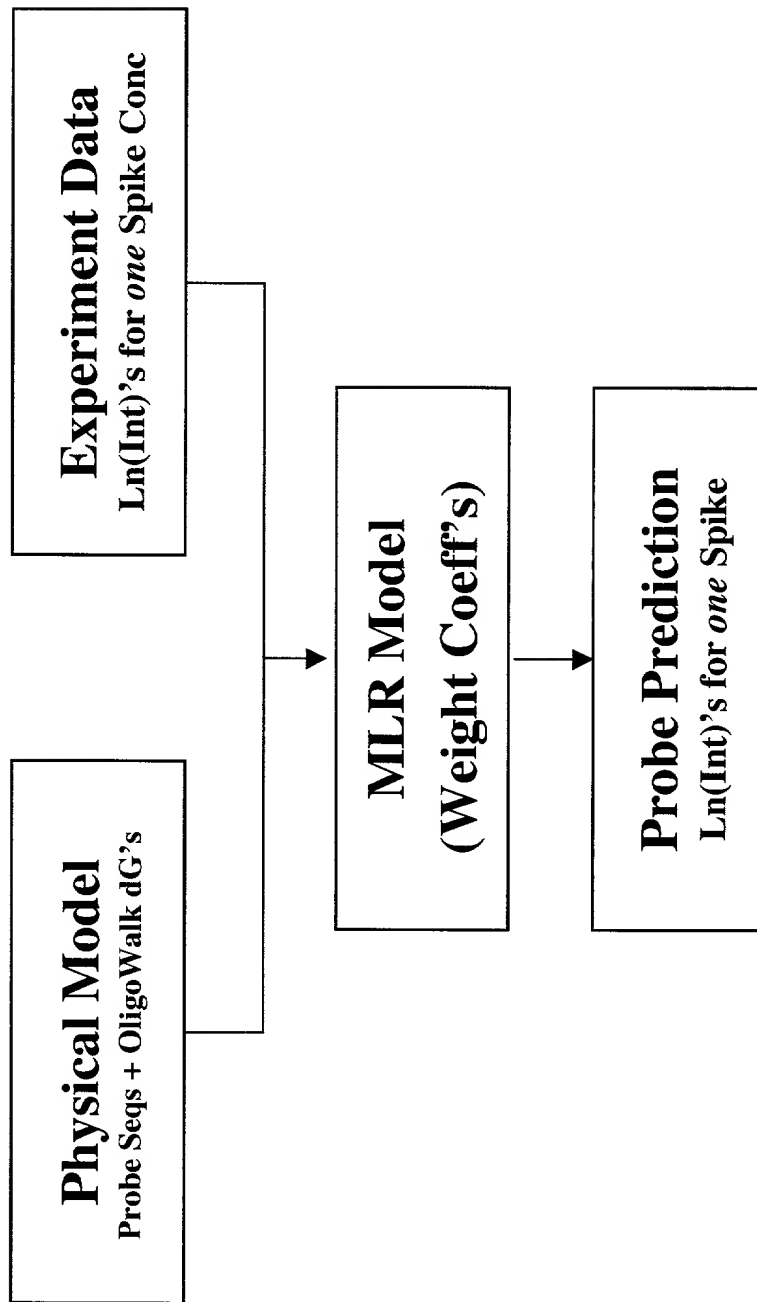 Physical Model
Probe Seqs + OligoWalk dG's
Experiment Data
Ln(Int)'s for one Spike Conc
MLR Model
(Weight Coeff's)
Probe Prediction
Ln(Int)'s for one Spike